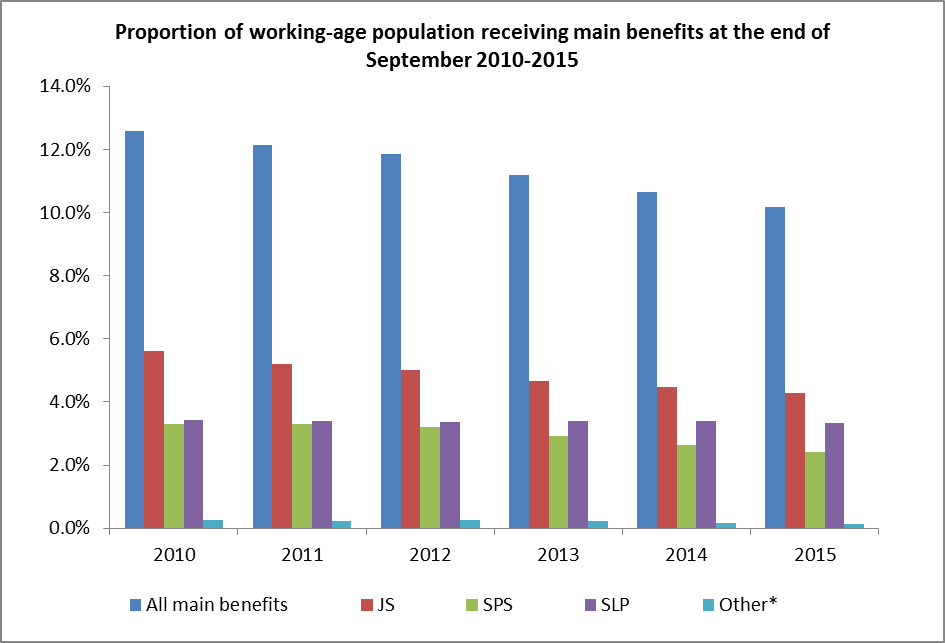 Proportion of working-age population receiving main benefits at the end of
September 2010-2015
14.0%
12.0%
10.0%
8.0%
6.0%
4.0%
2.0%
0.0%
2010 2011 2012 2013 2014 2015
All main benefits JS SPS SLP Other*